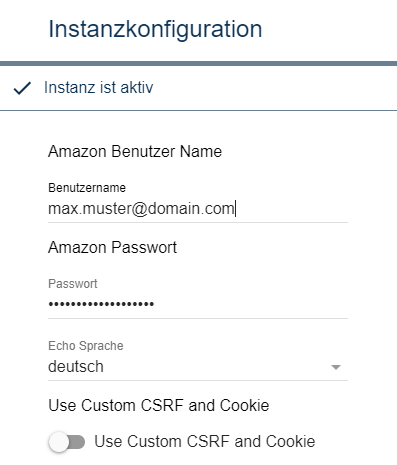 Instanzkonfiguration
Instanz ist aktiv
Amazon Benutzer Name
Benutzername
max.muster@domain.com
Amazon Passwort
Passwort
•••••••••••••••••••
Echo Sprache
deutsch
Use Custom CSRF and Cookie
Use Custom CSRF and Cookie